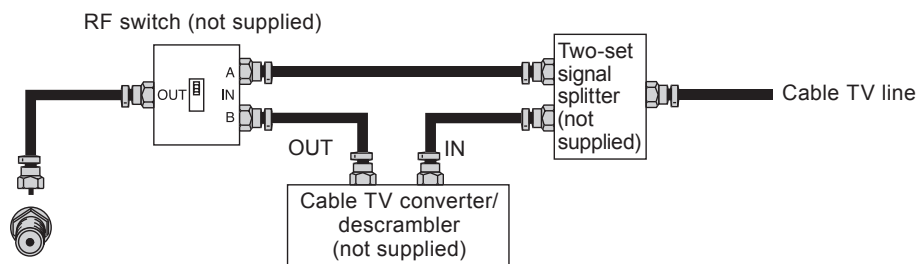 RF switch (not supplied)
OUT
A
IN
B
Two-set
signal
splitter
(not
supplied)
Cable TV line
OUT
IN
Cable TV converter/
descrambler
(not supplied)